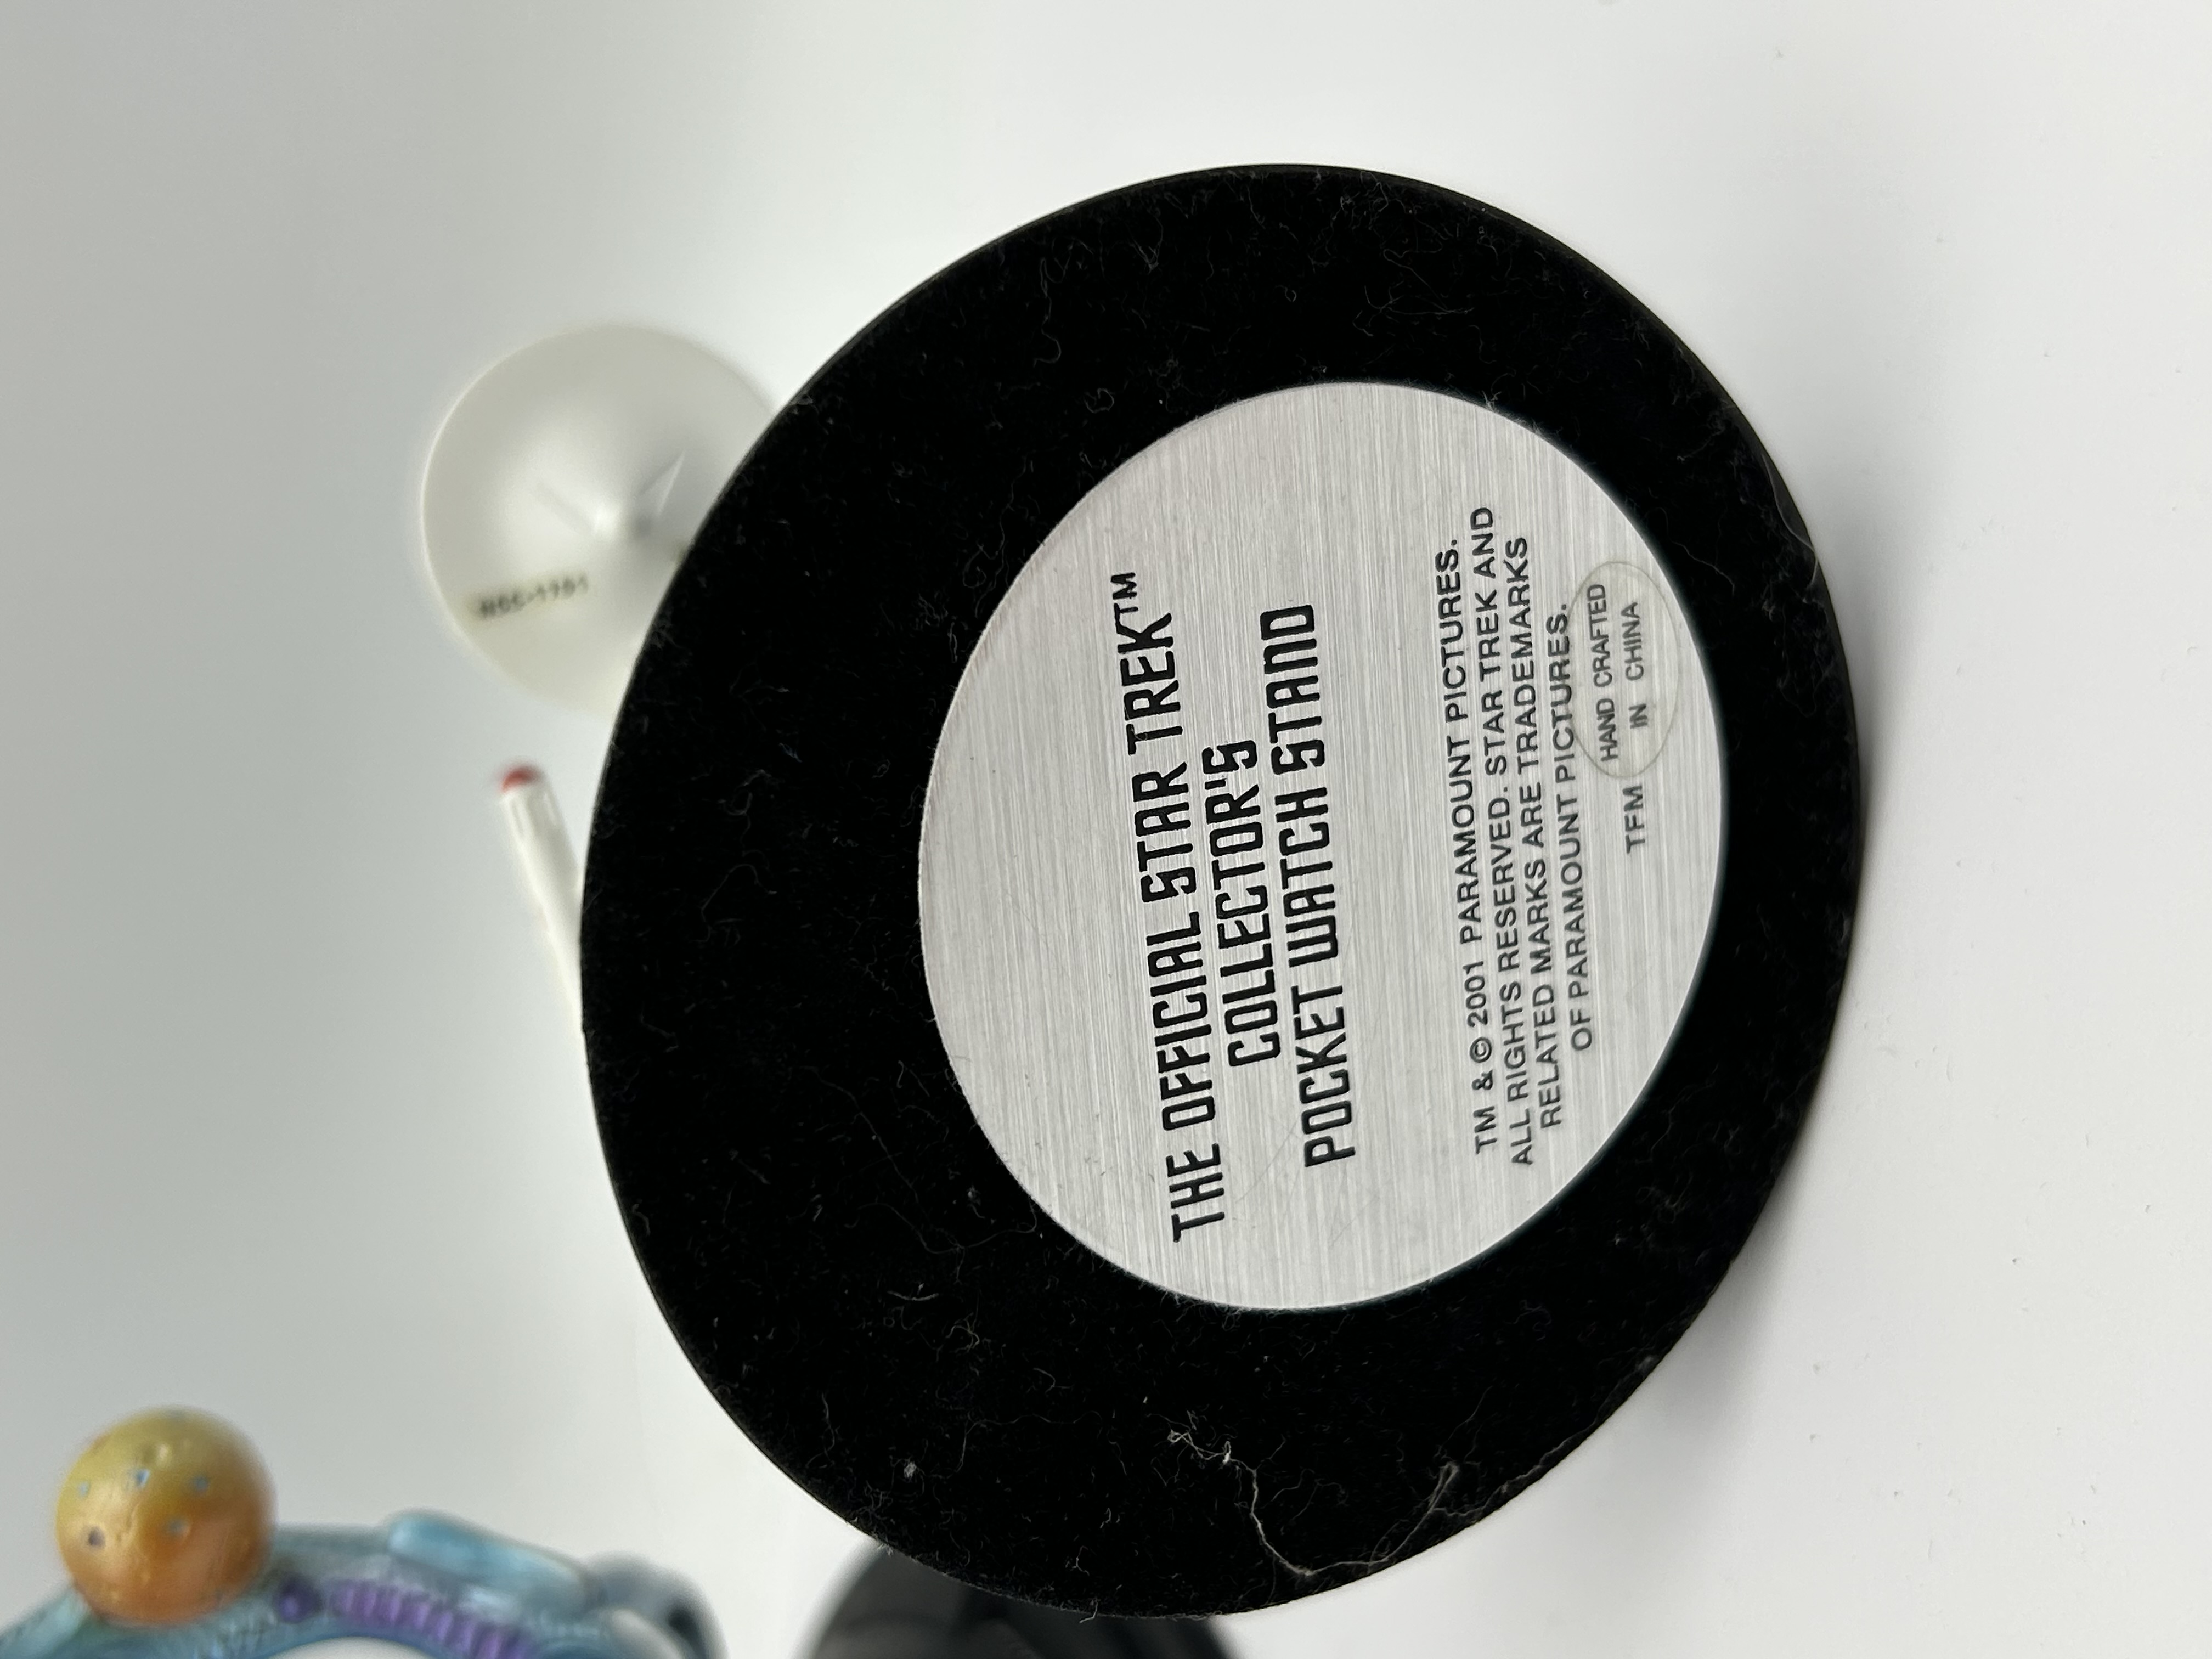 THE OFFICIAL STAR TREK™
COLLECTOR'S
POCKET WATCH STAND
TM & © 2001 PARAMOUNT PICTURES.
ALL RIGHTS RESERVED. STAR TREK AND
RELATED MARKS ARE TRADEMARKS
OF PARAMOUNT PICTURES.
TFM
HAND CRAFTED
IN CHINA